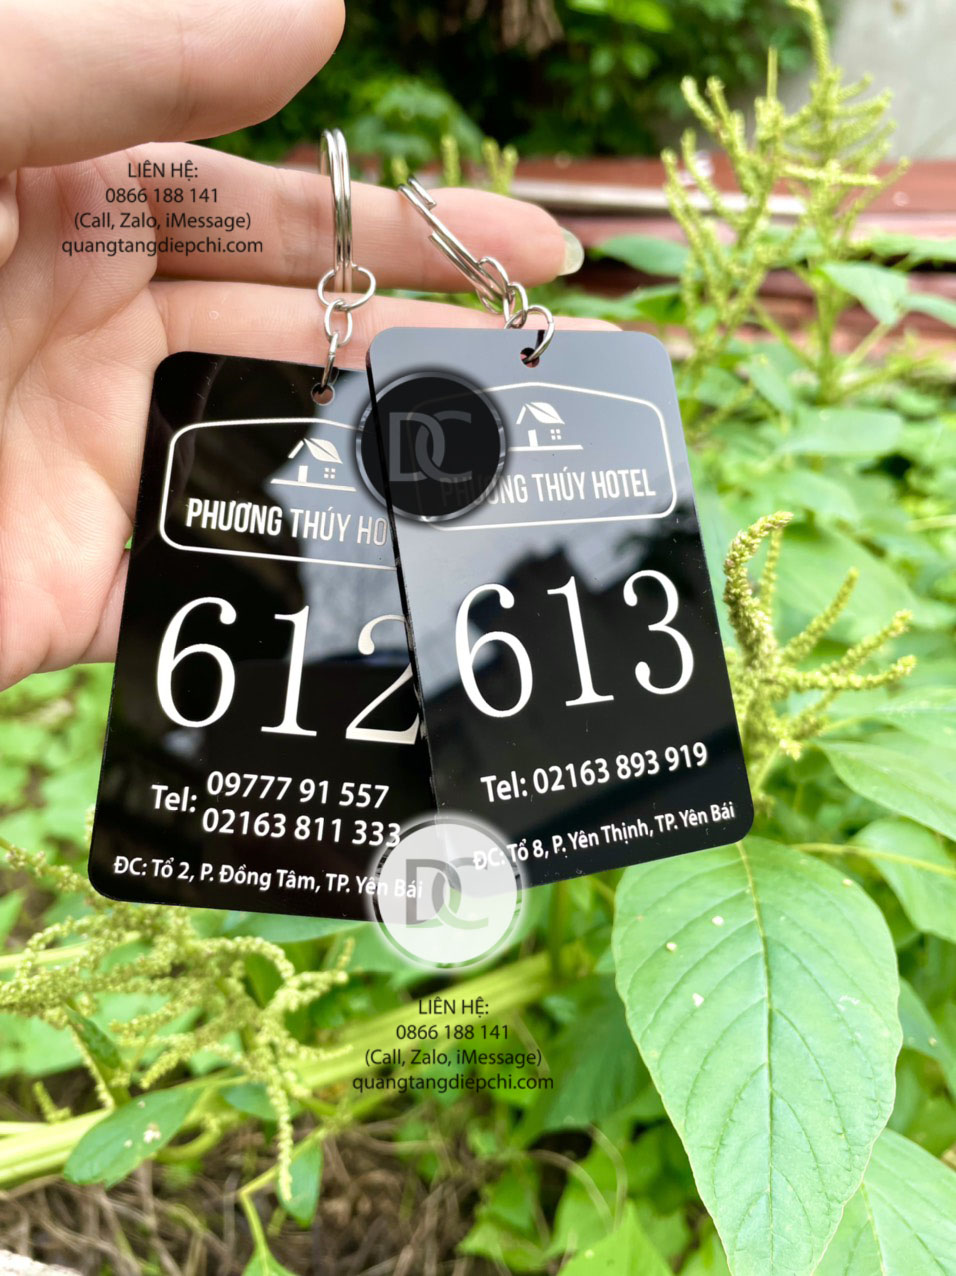 LIÊN HỆ:
0866 188 141
(Call, Zalo, iMessage)
quangtangdiepchi.com
PHƯƠNG THÚY HO
612
Tel: 09777 91 557
02163 811 333
ĐC: Tổ 2, P. Đồng Tâm, TP. Yên Bái
DC
PHƯƠNG THÚY HOTEL
613
Tel: 02163 893 919
ĐC: Tổ 8, P. Yên Thịnh, TP. Yên Bái
DC
LIÊN HỆ:
0866 188 141
(Call, Zalo, iMessage)
quangtangdiepchi.com